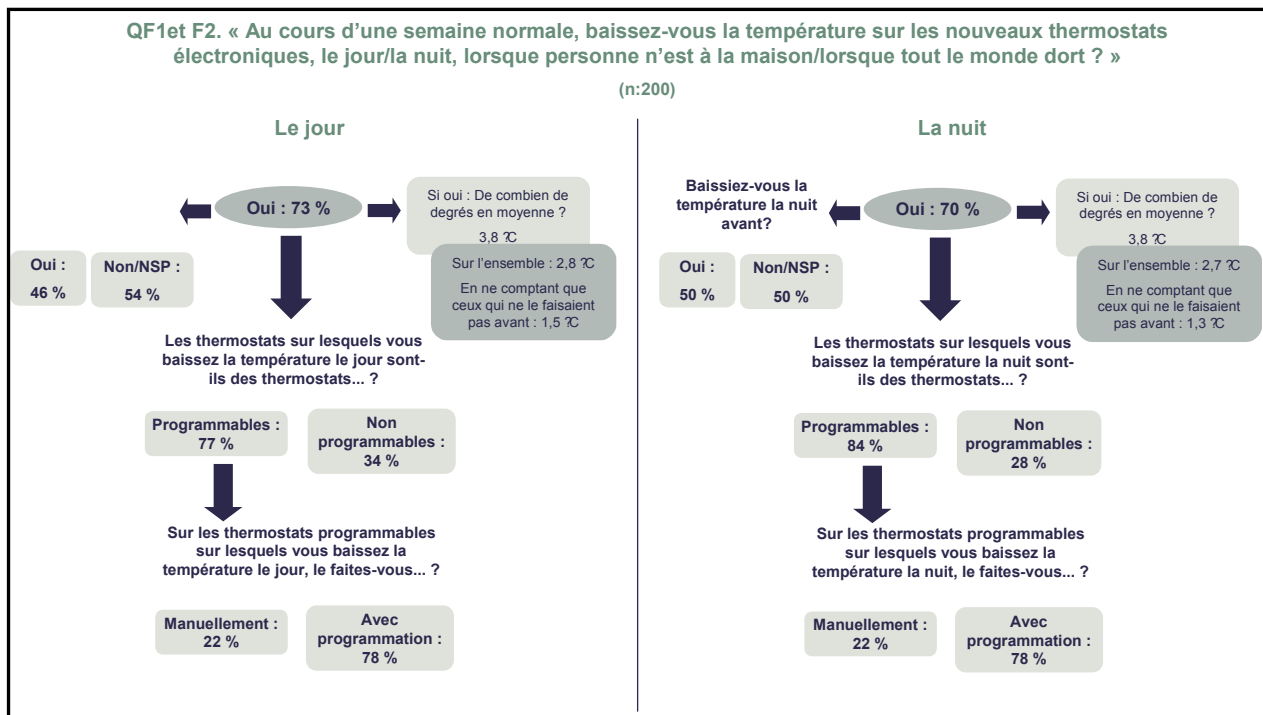 QF1et F2. « Au cours d’une semaine normale, baissez-vous la température sur les nouveaux thermostats
électroniques, le jour/la nuit, lorsque personne n’est à la maison/lorsque tout le monde dort ? »
(n:200)
Le jour
Oui : 73 %
Si oui : De combien de
degrés en moyenne ?
3,8 ?C
Sur l’ensemble : 2,8 ?C
En ne comptant que
ceux qui ne le faisaient
pas avant : 1,5 ?C
Oui :
46 %
Non/NSP :
54 %
Les thermostats sur lesquels vous
baissez la température le jour sont-
ils des thermostats... ?
Programmables :
77 %
Non
programmables :
34 %
Sur les thermostats programmables
sur lesquels vous baissez la
température le jour, le faites-vous... ?
Manuellement :
22 %
Avec
programmation :
78 %
La nuit
Baissiez-vous la
température la nuit
avant?
Oui : 70 %
Si oui : De combien de
degrés en moyenne ?
3,8 ?C
Sur l’ensemble : 2,7 ?C
En ne comptant que
ceux qui ne le faisaient
pas avant : 1,3 ?C
Oui :
50 %
Non/NSP :
50 %
Les thermostats sur lesquels vous
baissez la température la nuit sont-
ils des thermostats... ?
Programmables :
84 %
Non
programmables :
28 %
Sur les thermostats programmables
sur lesquels vous baissez la
température la nuit, le faites-vous... ?
Manuellement :
22 %
Avec
programmation :
78 %